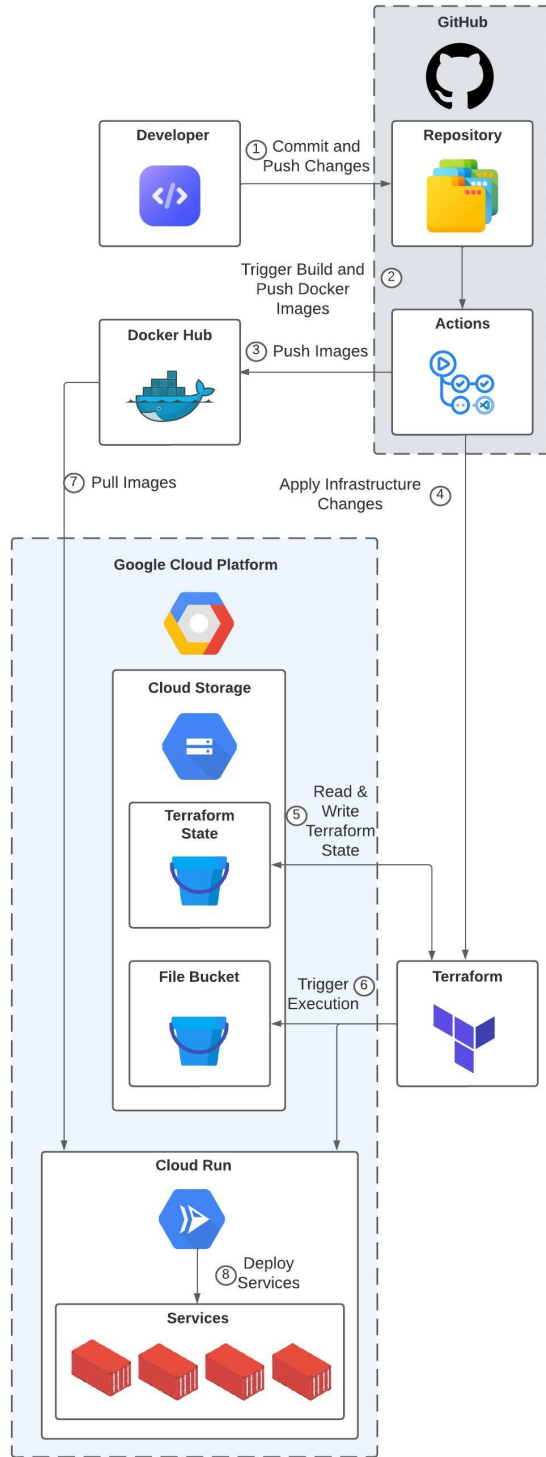 GitHub
Developer
1 Commit and
Push Changes
Repository
Trigger Build and
Push Docker
Images
2
Docker Hub
3 Push Images
Actions
7 Pull Images
Apply Infrastructure
Changes
4
Google Cloud Platform
Cloud Storage
Terraform
State
5
Read &
Write
Terraform
State
File Bucket
Trigger
Execution
6
Terraform
Cloud Run
8 Deploy
Services
Services